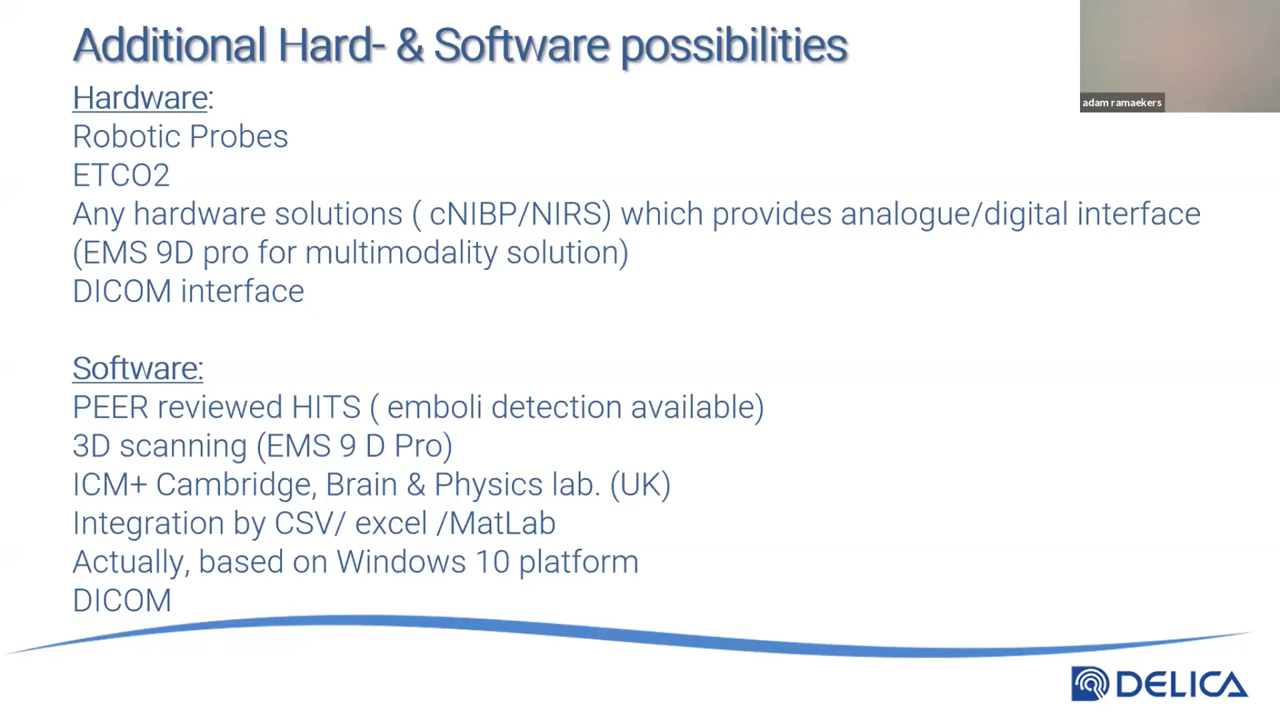 Additional Hard- & Software possibilities
adam ramaekers
Hardware:
Robotic Probes
ETCO2
Any hardware solutions ( cNIBP/NIRS) which provides analogue/digital interface
(EMS 9D pro for multimodality solution)
DICOM interface
Software:
PEER reviewed HITS ( emboli detection available)
3D scanning (EMS 9 D Pro)
ICM+ Cambridge, Brain & Physics lab. (UK)
Integration by CSV/ excel /MatLab
Actually, based on Windows 10 platform
DICOM
DELICA